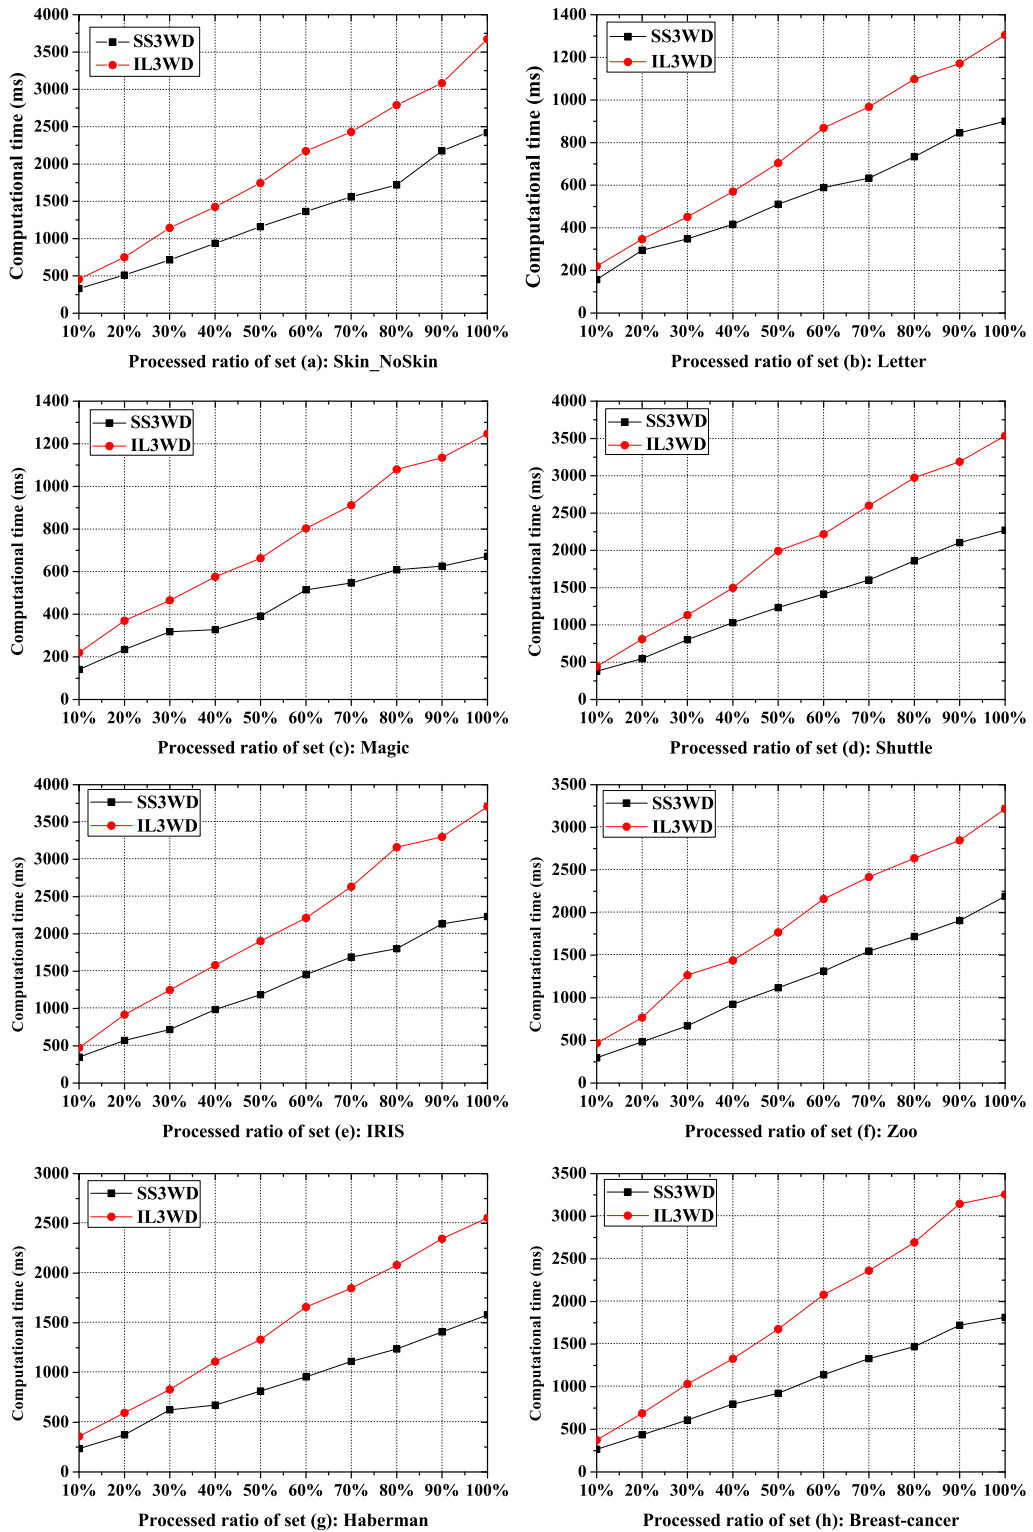 4000
3500
3000
2500
2000
1500
1000
500
0
Computational time (ms)
SS3WD
IL3WD
10% 20% 30% 40% 50% 60% 70% 80% 90% 100%
Processed ratio of set (a): Skin_NoSkin
1400
1200
1000
800
600
400
200
0
Computational time (ms)
SS3WD
IL3WD
10% 20% 30% 40% 50% 60% 70% 80% 90% 100%
Processed ratio of set (b): Letter
1400
1200
1000
800
600
400
200
0
Computational time (ms)
SS3WD
IL3WD
10% 20% 30% 40% 50% 60% 70% 80% 90% 100%
Processed ratio of set (c): Magic
4000
3500
3000
2500
2000
1500
1000
500
0
Computational time (ms)
SS3WD
IL3WD
10% 20% 30% 40% 50% 60% 70% 80% 90% 100%
Processed ratio of set (d): Shuttle
4000
3500
3000
2500
2000
1500
1000
500
0
Computational time (ms)
SS3WD
IL3WD
10% 20% 30% 40% 50% 60% 70% 80% 90% 100%
Processed ratio of set (e): IRIS
3500
3000
2500
2000
1500
1000
500
0
Computational time (ms)
SS3WD
IL3WD
10% 20% 30% 40% 50% 60% 70% 80% 90% 100%
Processed ratio of set (f): Zoo
3000
2500
2000
1500
1000
500
0
Computational time (ms)
SS3WD
IL3WD
10% 20% 30% 40% 50% 60% 70% 80% 90% 100%
Processed ratio of set (g): Haberman
3500
3000
2500
2000
1500
1000
500
0
Computational time (ms)
SS3WD
IL3WD
10% 20% 30% 40% 50% 60% 70% 80% 90% 100%
Processed ratio of set (h): Breast-cancer